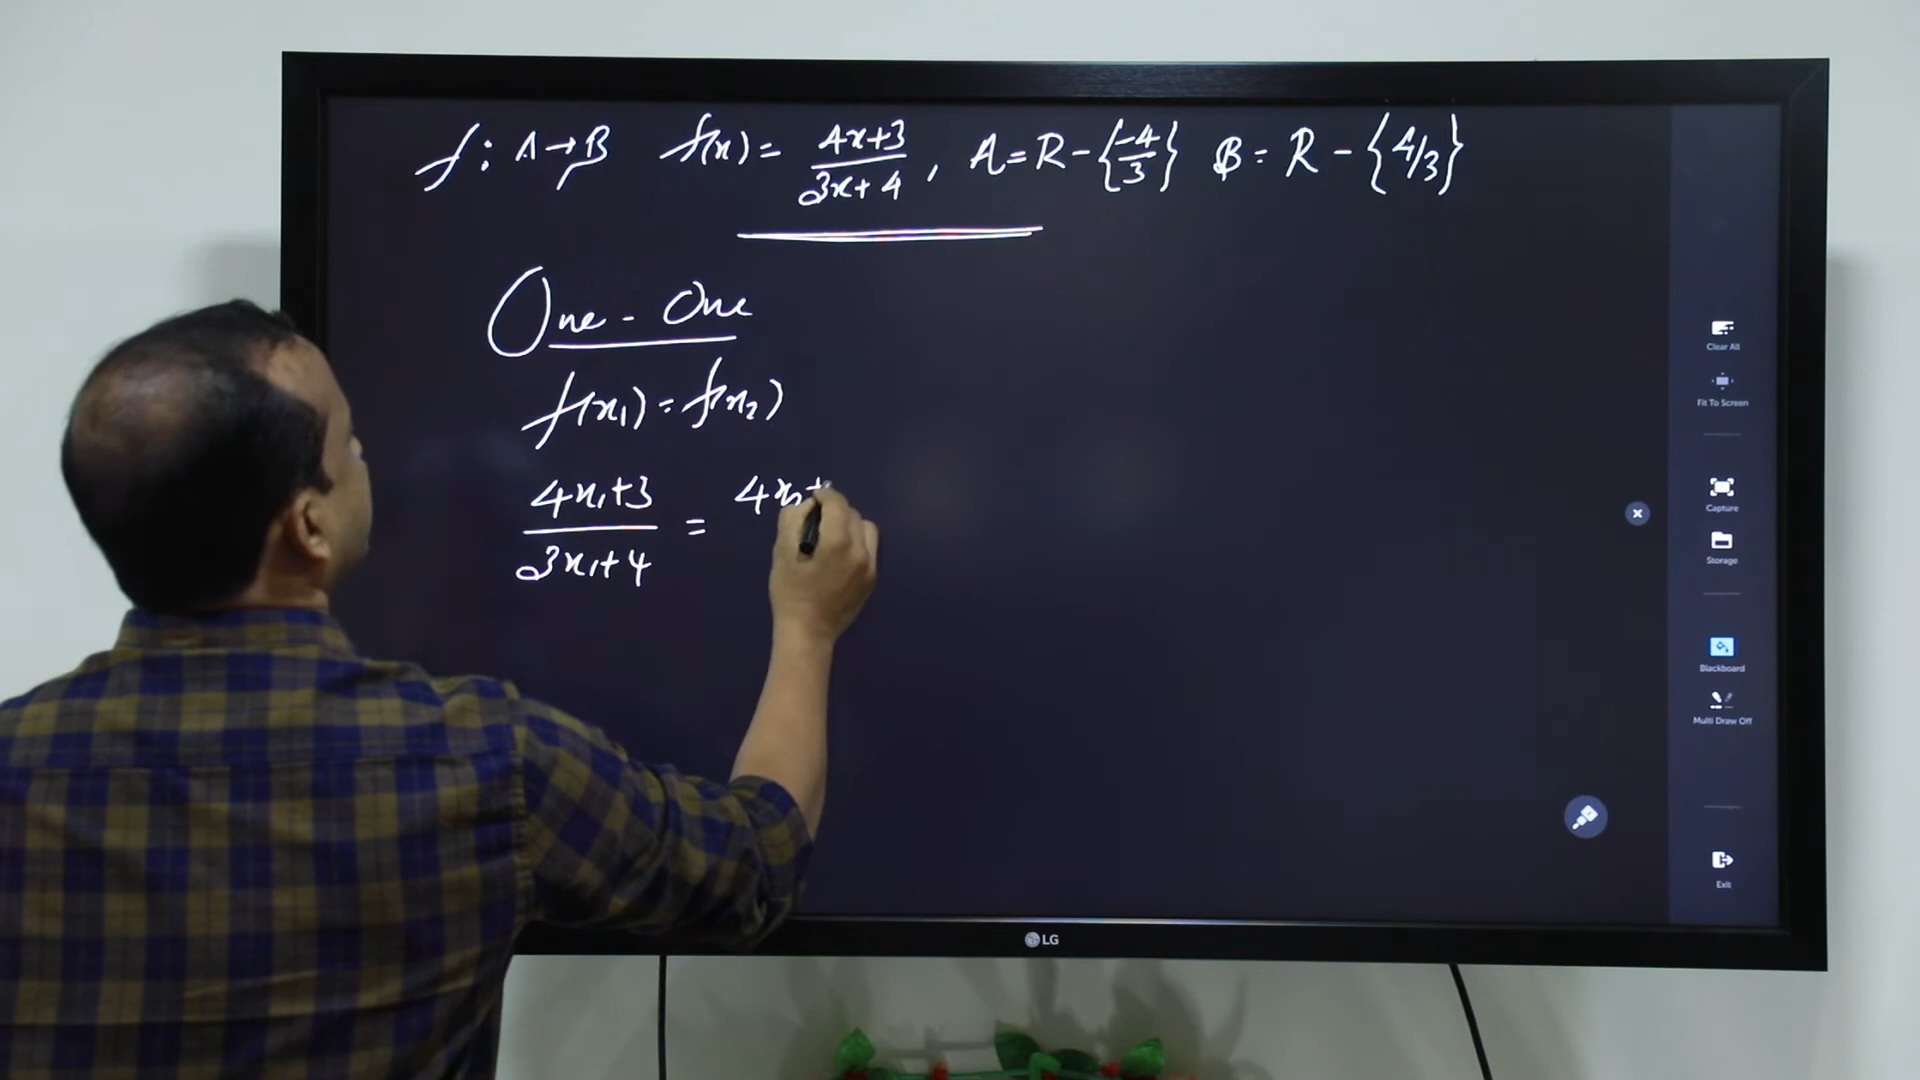 f: A→B f(x) = 4x+3 / 3x+4, A = R - {-4/3} B = R - {4/3}
One - One
f(x₁) = f(x₂)
4x₁+3 / 3x₁+4 = 4x₂+
Clear All
Fit To Screen
Capture
Storage
Blackboard
Multi Draw Off
Exit
LG